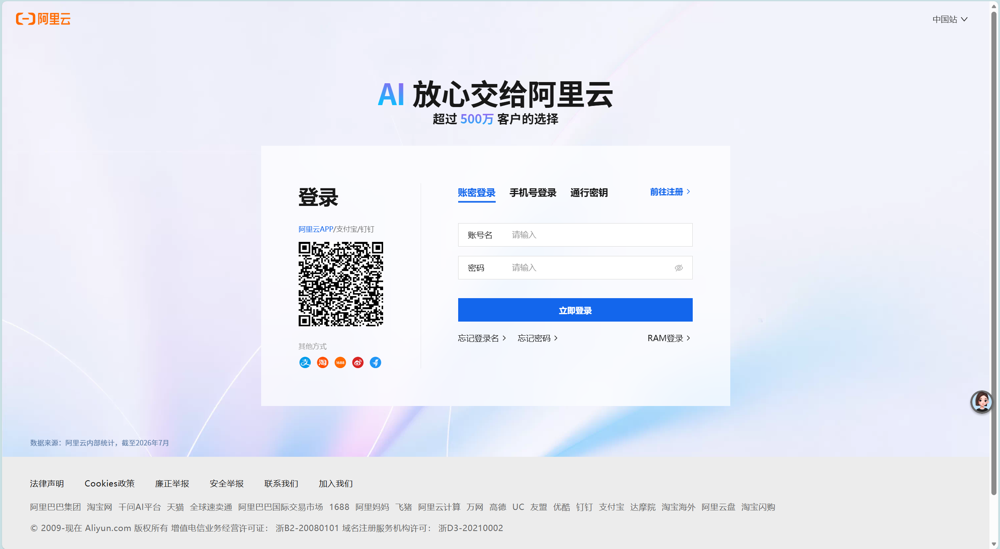 阿里云
中国站
AI 放心交给阿里云
超过 500万 客户的选择
登录
阿里云APP/支付宝/钉钉
其他方式
支 淘 1688
账密登录 手机号登录 通行密钥 前往注册
账号名 请输入
密码 请输入
立即登录
忘记登录名 忘记密码 RAM登录
数据来源：阿里云内部统计，截至2026年7月
法律声明 Cookies政策 廉正举报 安全举报 联系我们 加入我们
阿里巴巴集团 淘宝网 千问AI平台 天猫 全球速卖通 阿里巴巴国际交易市场 1688 阿里妈妈 飞猪 阿里云计算 万网 高德 UC 友盟 优酷 钉钉 支付宝 达摩院 淘宝海外 阿里云盘 淘宝闪购
© 2009-现在 Aliyun.com 版权所有 增值电信业务经营许可证： 浙B2-20080101 域名注册服务机构许可： 浙D3-20210002